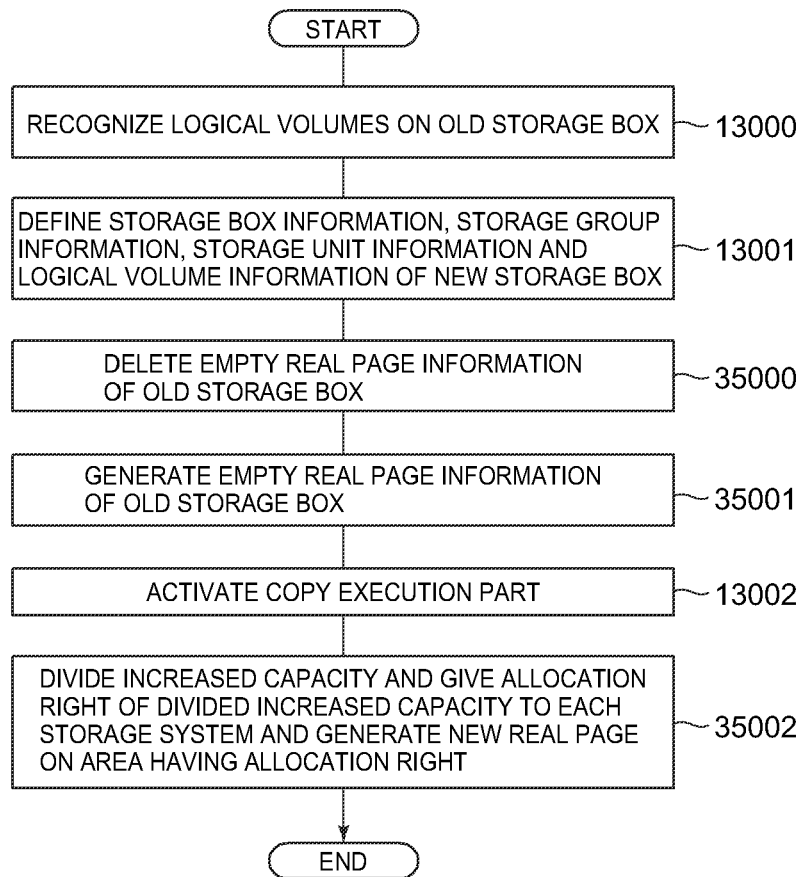 START
RECOGNIZE LOGICAL VOLUMES ON OLD STORAGE BOX
13000
DEFINE STORAGE BOX INFORMATION, STORAGE GROUP
INFORMATION, STORAGE UNIT INFORMATION AND
LOGICAL VOLUME INFORMATION OF NEW STORAGE BOX
13001
DELETE EMPTY REAL PAGE INFORMATION
OF OLD STORAGE BOX
35000
GENERATE EMPTY REAL PAGE INFORMATION
OF OLD STORAGE BOX
35001
ACTIVATE COPY EXECUTION PART
13002
DIVIDE INCREASED CAPACITY AND GIVE ALLOCATION
RIGHT OF DIVIDED INCREASED CAPACITY TO EACH
STORAGE SYSTEM AND GENERATE NEW REAL PAGE
ON AREA HAVING ALLOCATION RIGHT
35002
END